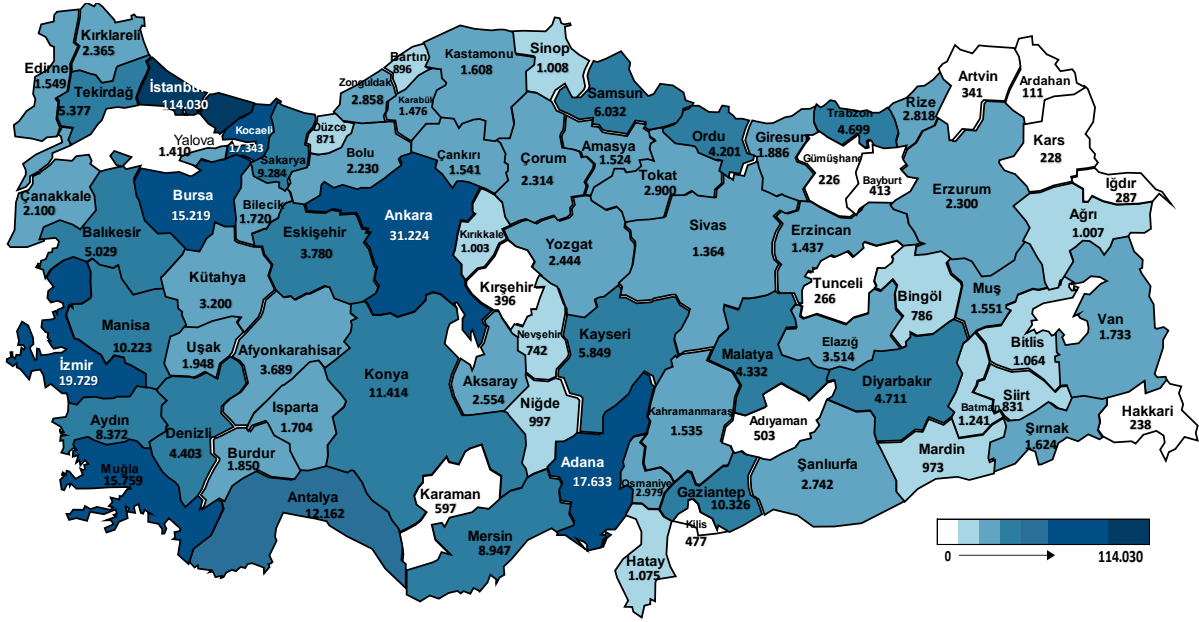 Kırklareli
2.365
Edirne
1.549
Tekirdağ
5.377
İstanbul
114.030
Kocaeli
17.343
Yalova
1.410
Sakarya
9.284
Düzce
871
Zonguldak
2.858
Bartın
896
Karabük
1.476
Kastamonu
1.608
Sinop
1.008
Samsun
6.032
Bolu
2.230
Çankırı
1.541
Çorum
2.314
Amasya
1.524
Tokat
2.900
Ordu
4.201
Giresun
1.886
Trabzon
4.699
Rize
2.818
Artvin
341
Ardahan
111
Kars
228
Iğdır
287
Gümüşhane
226
Bayburt
413
Erzurum
2.300
Ağrı
1.007
Çanakkale
2.100
Balıkesir
5.029
Bursa
15.219
Bilecik
1.720
Eskişehir
3.780
Ankara
31.224
Kırıkkale
1.003
Kırşehir
396
Yozgat
2.444
Sivas
1.364
Erzincan
1.437
Tunceli
266
Bingöl
786
Muş
1.551
Bitlis
1.064
Van
1.733
Kütahya
3.200
Manisa
10.223
Uşak
1.948
Afyonkarahisar
3.689
İzmir
19.729
Aydın
8.372
Denizli
4.403
Muğla
15.759
Burdur
1.850
Isparta
1.704
Antalya
12.162
Konya
11.414
Aksaray
2.554
Nevşehir
742
Niğde
997
Kayseri
5.849
Karaman
597
Mersin
8.947
Adana
17.633
Osmaniye
2.979
Hatay
1.075
Kilis
477
Gaziantep
10.326
Kahramanmaraş
1.535
Malatya
4.332
Adıyaman
503
Elazığ
3.514
Diyarbakır
4.711
Şanlıurfa
2.742
Mardin
973
Batman
1.241
Siirt
831
Şırnak
1.624
Hakkari
238
0
114.030